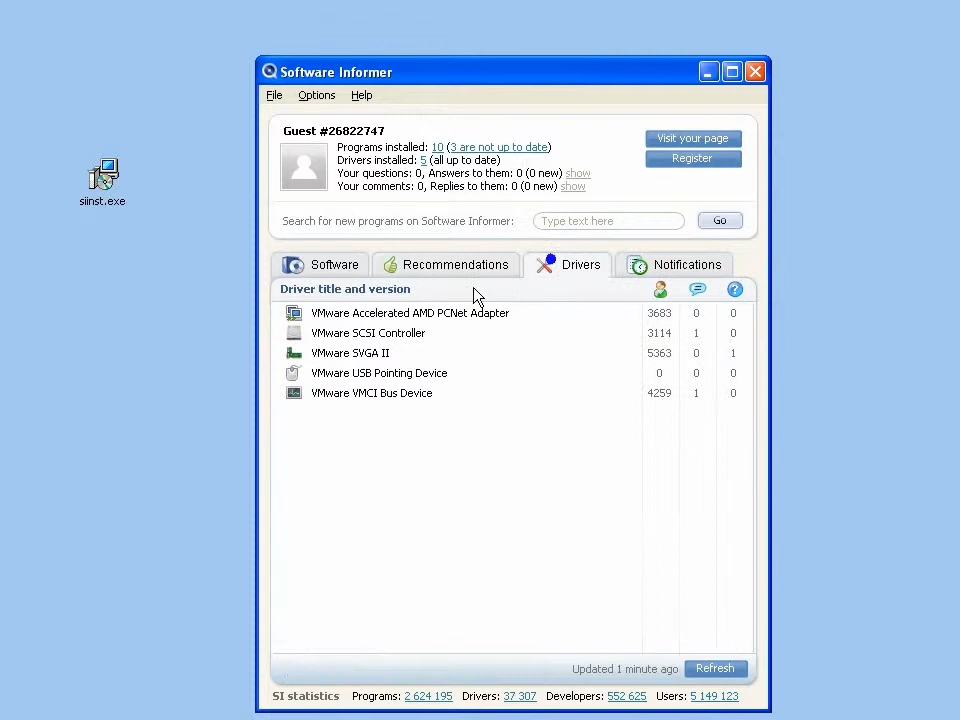 Software Informer
File Options Help
Guest #26822747
Programs installed: 10 (3 are not up to date)
Drivers installed: 5 (all up to date)
Your questions: 0, Answers to them: 0 (0 new) show
Your comments: 0, Replies to them: 0 (0 new) show
Visit your page
Register
siinst.exe
Search for new programs on Software Informer: Type text here Go
Software Recommendations Drivers Notifications
Driver title and version
VMware Accelerated AMD PCNet Adapter 3683 0 0
VMware SCSI Controller 3114 1 0
VMware SVGA II 5363 0 1
VMware USB Pointing Device 0 0 0
VMware VMCI Bus Device 4259 1 0
Updated 1 minute ago Refresh
SI statistics Programs: 2 624 195 Drivers: 37 307 Developers: 552 625 Users: 5 149 123